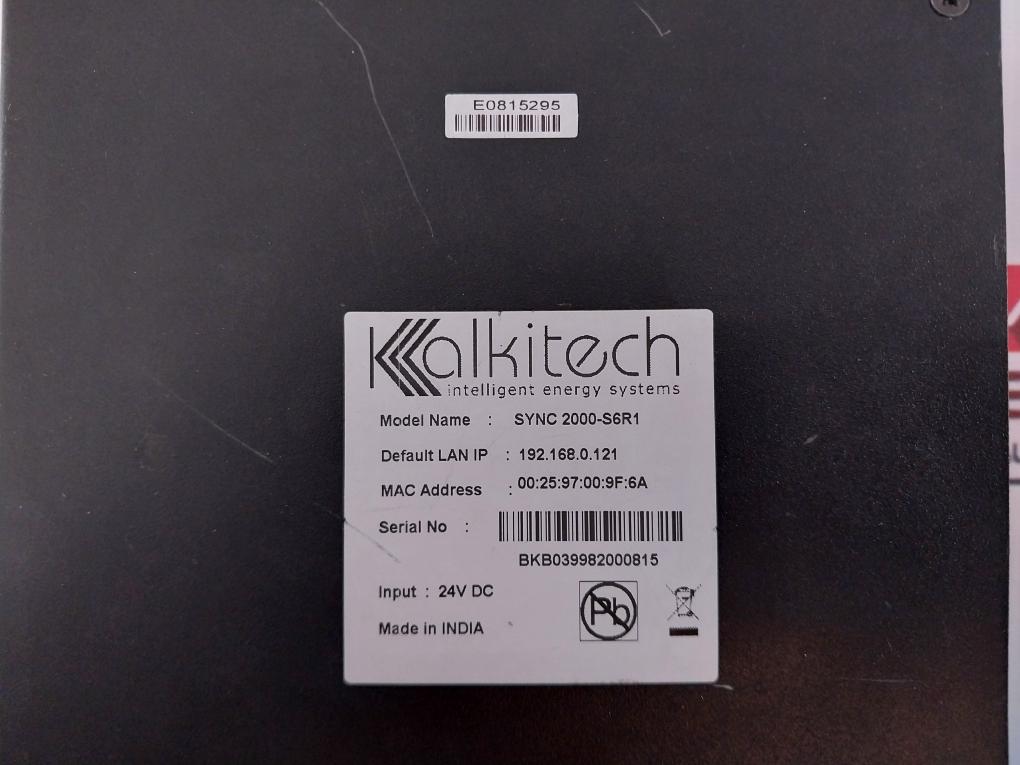 E0815295
Kalkitech
intelligent energy systems
Model Name : SYNC 2000-S6R1
Default LAN IP : 192.168.0.121
MAC Address : 00:25:97:00:9F:6A
Serial No :
BKB039982000815
Input : 24V DC
Pb
Made in INDIA